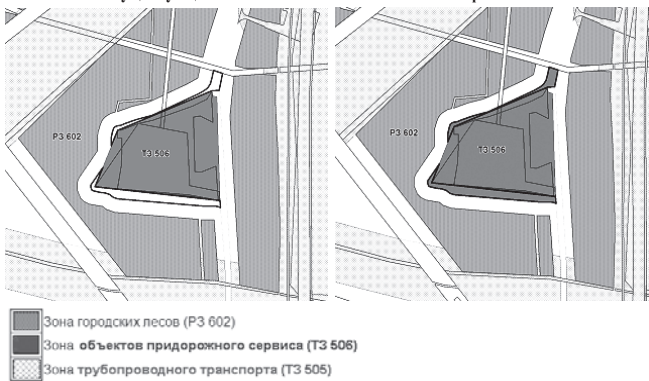 РЗ 602
ТЗ 506
РЗ 602
ТЗ 506
Зона городских лесов (РЗ 602)
Зона объектов придорожного сервиса (ТЗ 506)
Зона трубопроводного транспорта (ТЗ 505)